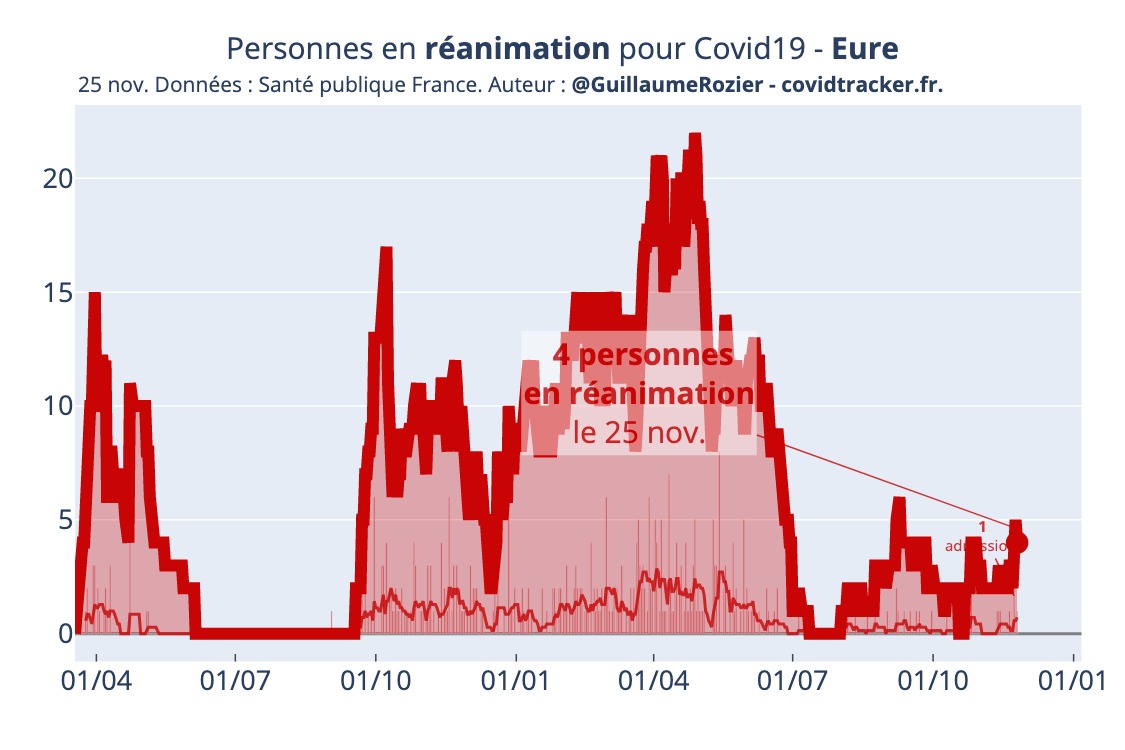 Personnes en réanimation pour Covid19 - Eure
25 nov. Données : Santé publique France. Auteur : @GuillaumeRozier - covidtracker.fr.
20
15
10
5
0
4 personnes
en réanimation
le 25 nov.
1
01/04 01/07 01/10 01/01 01/04 01/07 01/10 01/01